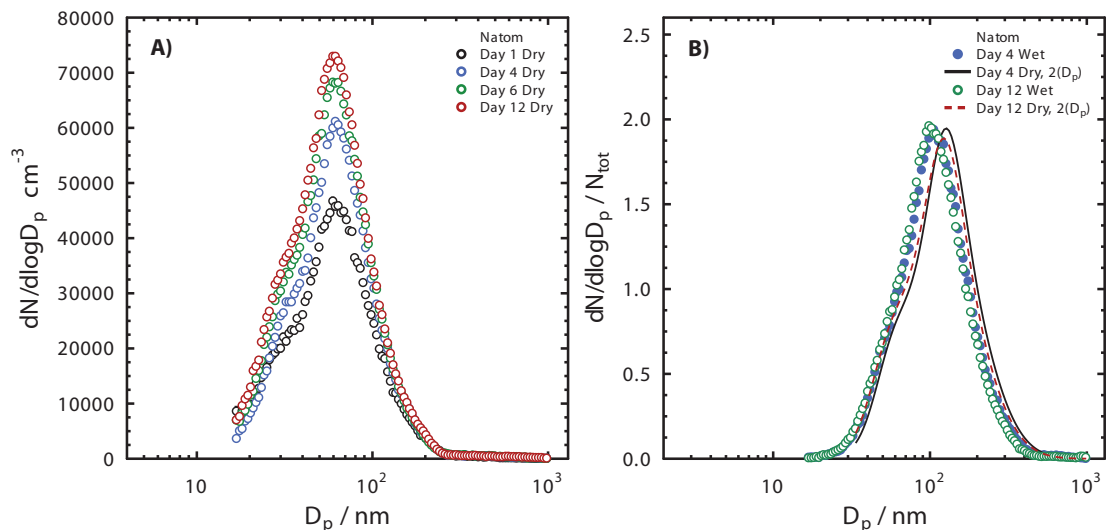 A)
Natom
Day 1 Dry
Day 4 Dry
Day 6 Dry
Day 12 Dry
80000
70000
60000
50000
40000
30000
20000
10000
0
dN/dlogDp cm-3
10
10²
10³
Dp / nm
B)
Natom
Day 4 Wet
Day 4 Dry, 2(Dp)
Day 12 Wet
Day 12 Dry, 2(Dp)
2.5
2.0
1.5
1.0
0.5
0.0
dN/dlogDp / Ntot
10
10²
10³
Dp / nm